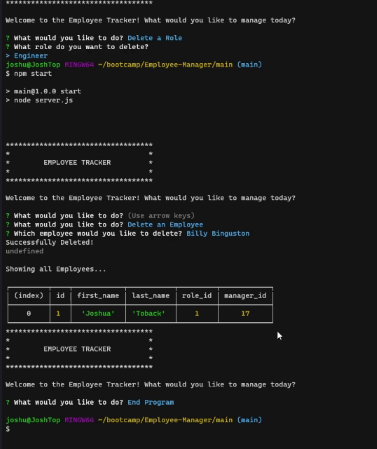 ***********************************
Welcome to the Employee Tracker! What would you like to manage today?
? What would you like to do? Delete a Role
? What role do you want to delete?
> Engineer
joshu@JoshTop MINGW64 ~/bootcamp/Employee-Manager/main (main)
$ npm start
> main@1.0.0 start
> node server.js
***********************************
* *
* EMPLOYEE TRACKER *
* *
***********************************
Welcome to the Employee Tracker! What would you like to manage today?
? What would you like to do? (Use arrow keys)
? What would you like to do? Delete an Employee
? Which employee would you like to delete? Billy Binguston
Successfully Deleted!
undefined
Showing all Employees...
(index) id first_name last_name role_id manager_id
0 1 'Joshua' 'Toback' 1 17
***********************************
* *
* EMPLOYEE TRACKER *
* *
***********************************
Welcome to the Employee Tracker! What would you like to manage today?
? What would you like to do? End Program
joshu@JoshTop MINGW64 ~/bootcamp/Employee-Manager/main (main)
$